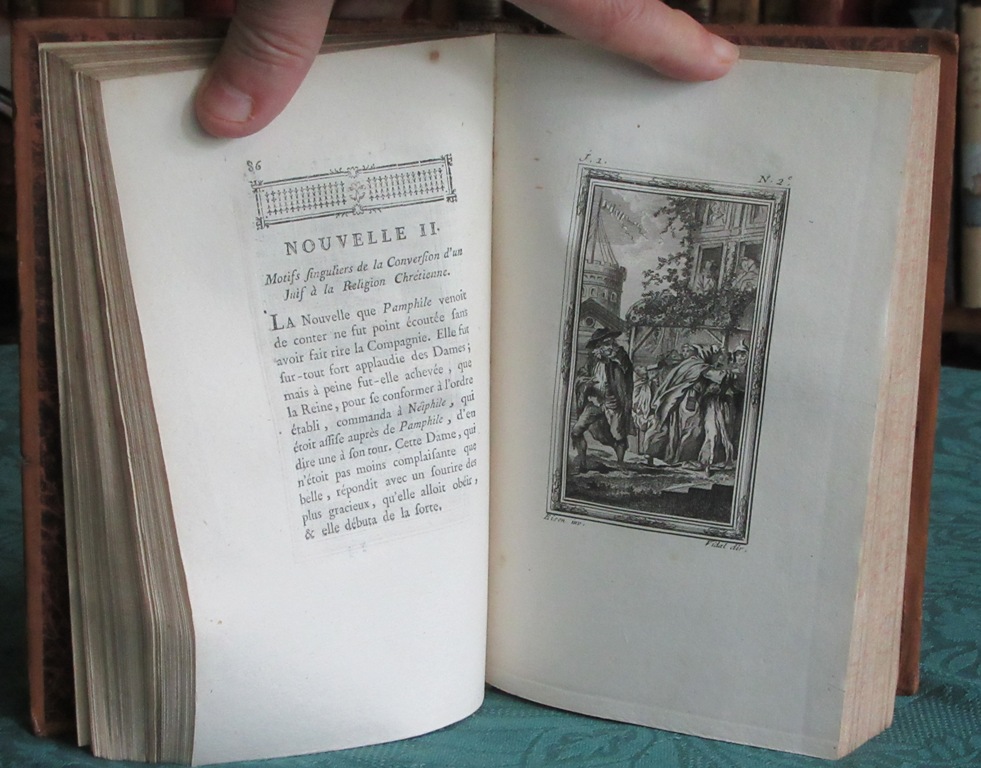 86
NOUVELLE II.
Motifs ſinguliers de la Converſion d'un
Juif à la Religion Chrétienne.
LA Nouvelle que Pamphile venoit
de conter ne fut point écoutée ſans
avoir fait rire la Compagnie. Elle fut
ſur-tout fort applaudie des Dames ;
mais à peine fut-elle achevée, que
la Reine, pour ſe conformer à l'ordre
établi, commanda à Néiphile, qui
étoit aſſiſe auprès de Pamphile, d'en
dire une à ſon tour. Cette Dame, qui
n'étoit pas moins complaiſante que
belle, répondit avec un ſourire des
plus gracieux, qu'elle alloit obéir,
& elle débuta de la ſorte.
N. 2.e
Vidal